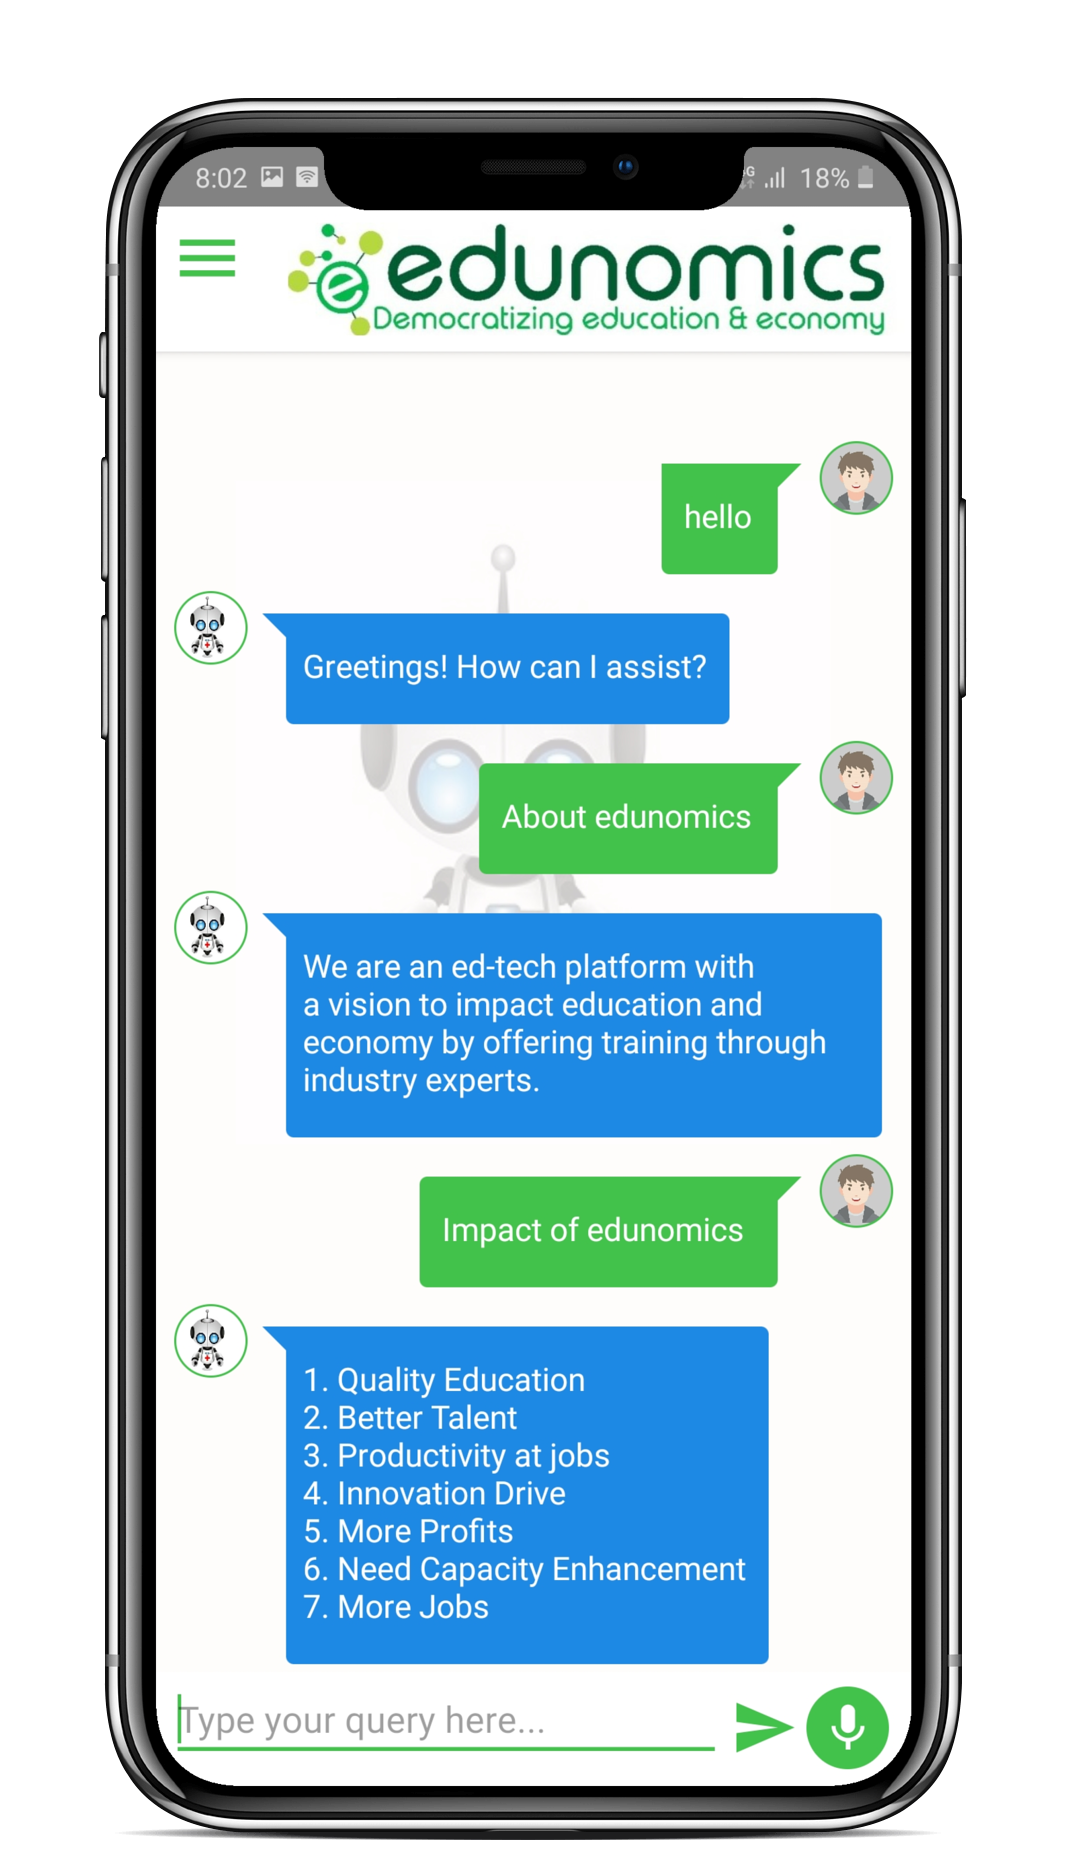 8:02
18%
edunomics
Democratizing education & economy
hello
Greetings! How can I assist?
About edunomics
We are an ed-tech platform with
a vision to impact education and
economy by offering training through
industry experts.
Impact of edunomics
1. Quality Education
2. Better Talent
3. Productivity at jobs
4. Innovation Drive
5. More Profits
6. Need Capacity Enhancement
7. More Jobs
Type your query here...